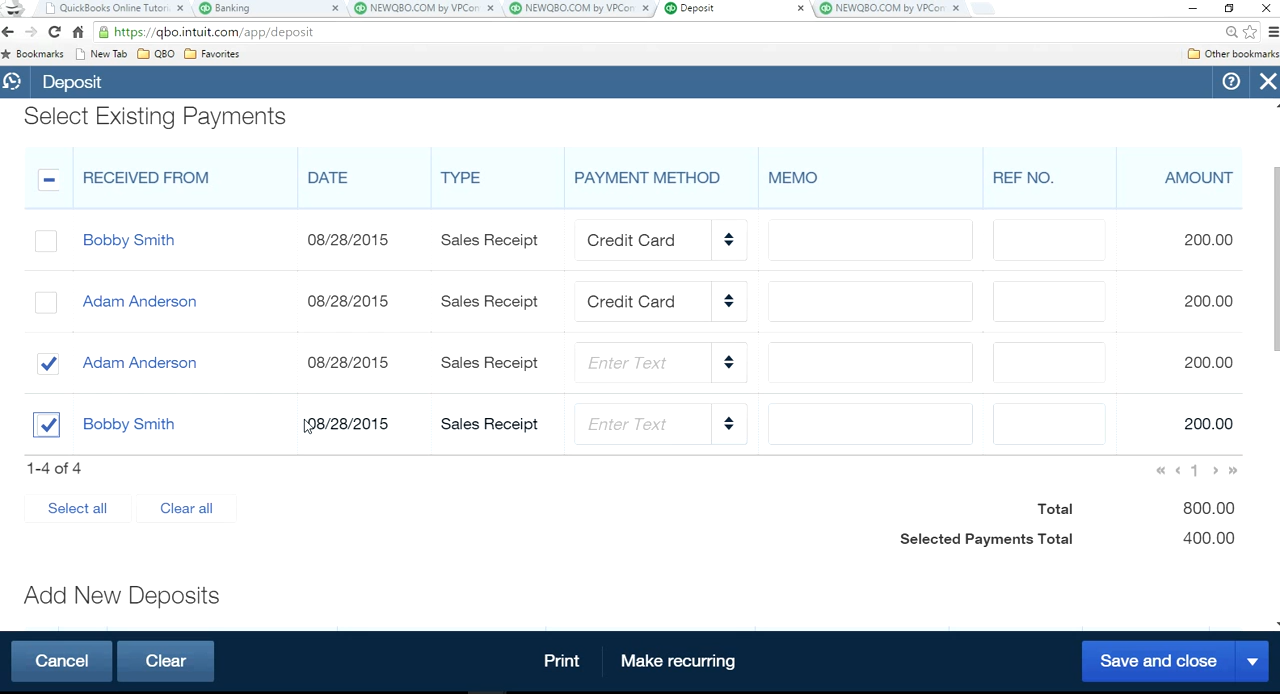 QuickBooks Online Tutori
Banking
NEWQBO.COM by VPCon
NEWQBO.COM by VPCon
Deposit
NEWQBO.COM by VPCon
https://qbo.intuit.com/app/deposit
Bookmarks New Tab QBO Favorites Other bookmarks
Deposit
Select Existing Payments
RECEIVED FROM DATE TYPE PAYMENT METHOD MEMO REF NO. AMOUNT
Bobby Smith 08/28/2015 Sales Receipt Credit Card 200.00
Adam Anderson 08/28/2015 Sales Receipt Credit Card 200.00
Adam Anderson 08/28/2015 Sales Receipt Enter Text 200.00
Bobby Smith 08/28/2015 Sales Receipt Enter Text 200.00
1-4 of 4 « ‹ 1 › »
Select all Clear all Total 800.00
Selected Payments Total 400.00
Add New Deposits
Cancel Clear Print Make recurring Save and close